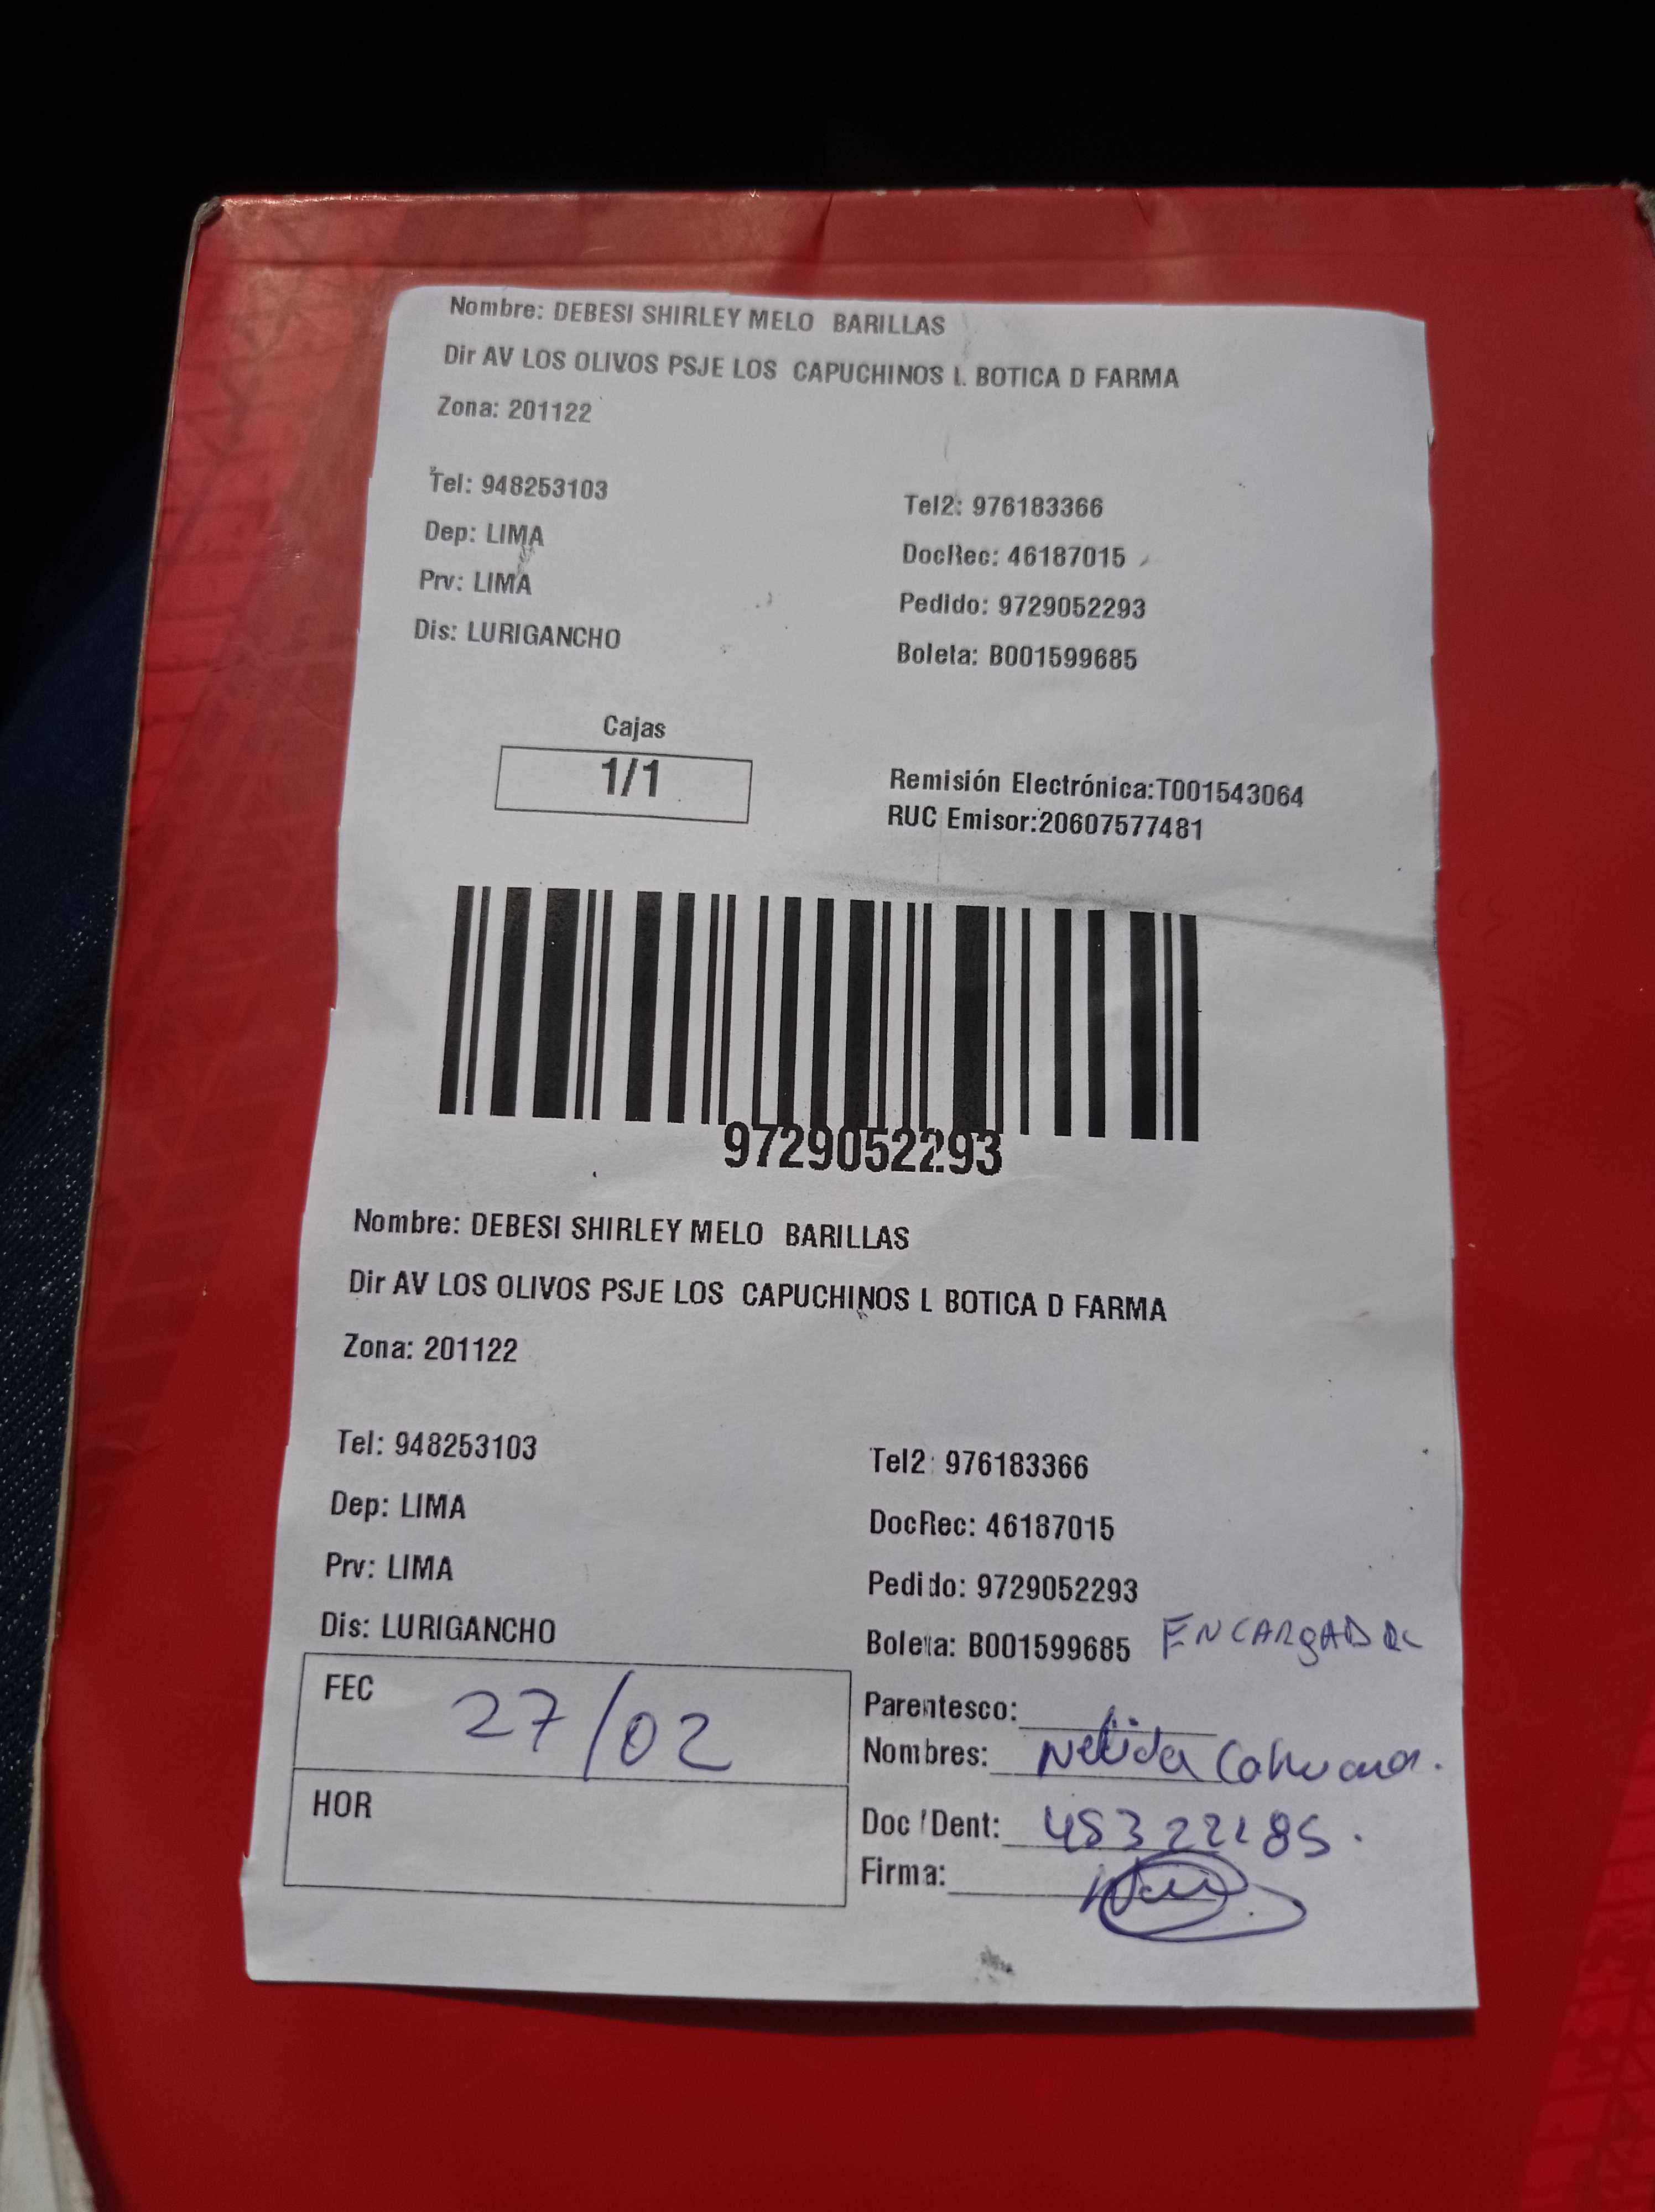 Nombre: DEBESI SHIRLEY MELO BARILLAS
Dir AV LOS OLIVOS PSJE LOS CAPUCHINOS L BOTICA D FARMA
Zona: 201122
Tel: 948253103
Tel2: 976183366
Dep: LIMA
DocRec: 46187015
Prv: LIMA
Pedido: 9729052293
Dis: LURIGANCHO
Boleta: B001599685
Cajas
1/1
Remisión Electrónica:T001543064
RUC Emisor:20607577481
9729052293
Nombre: DEBESI SHIRLEY MELO BARILLAS
Dir AV LOS OLIVOS PSJE LOS CAPUCHINOS L BOTICA D FARMA
Zona: 201122
Tel: 948253103
Tel2: 976183366
Dep: LIMA
DocRec: 46187015
Prv: LIMA
Pedido: 9729052293
Dis: LURIGANCHO
Boleta: B001599685
FEC 27/02
Parentesco:
Nombres: Nelida
HOR
Doc /Dent:
Firma: